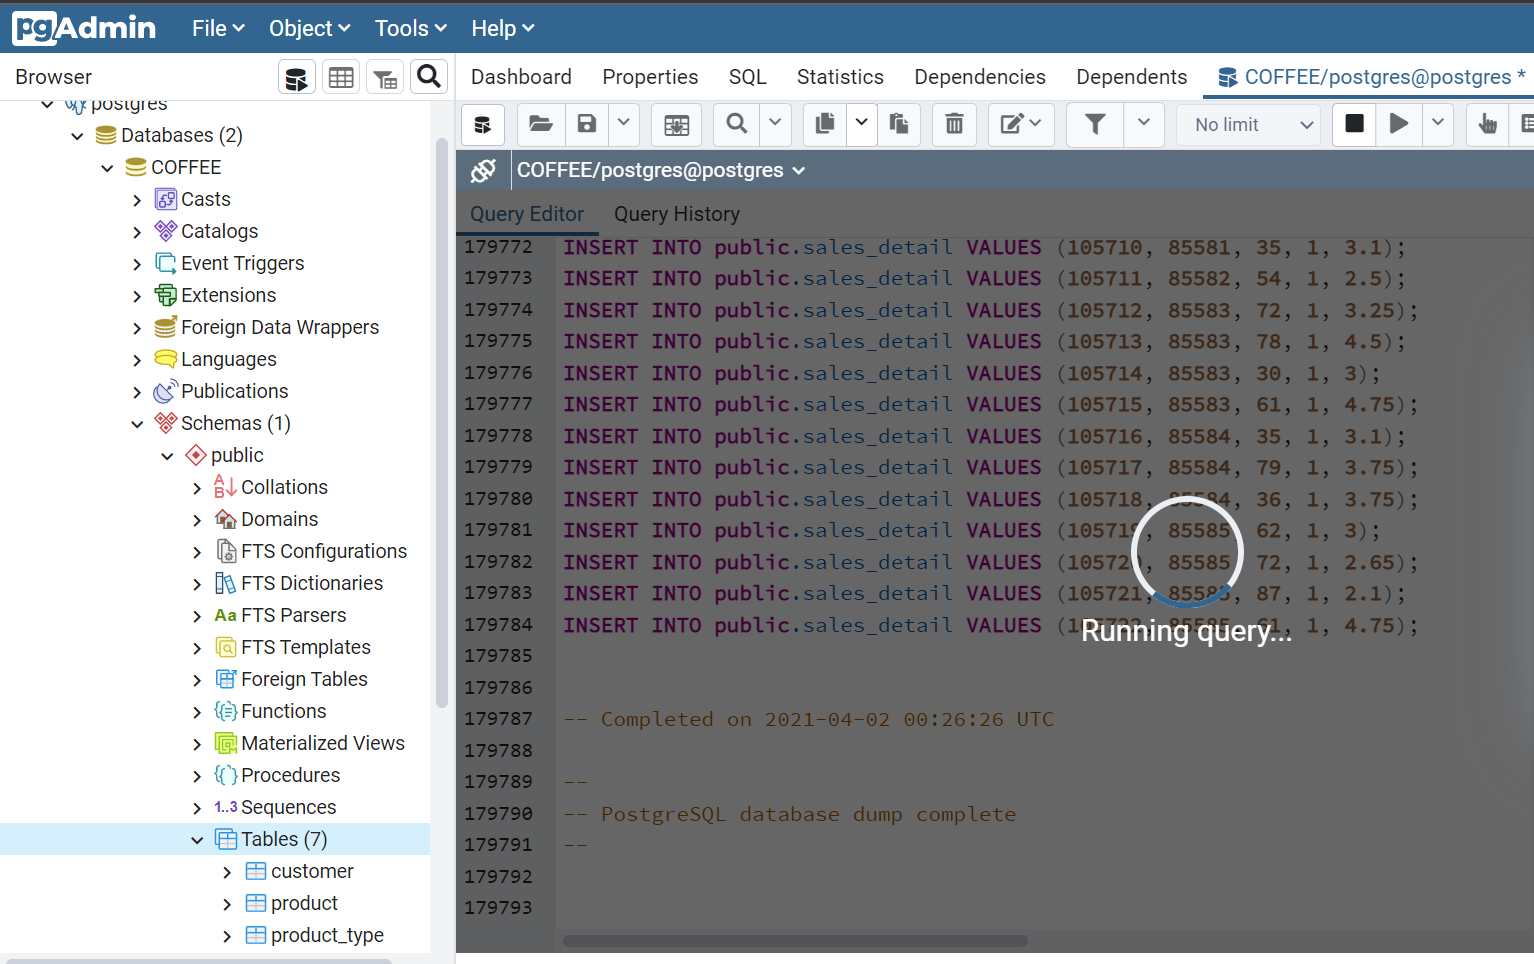 pgAdmin File Object Tools Help
Browser
Dashboard Properties SQL Statistics Dependencies Dependents COFFEE/postgres@postgres *
No limit
COFFEE/postgres@postgres
Query Editor Query History
postgres
Databases (2)
COFFEE
Casts
Catalogs
Event Triggers
Extensions
Foreign Data Wrappers
Languages
Publications
Schemas (1)
public
Collations
Domains
FTS Configurations
FTS Dictionaries
Aa FTS Parsers
FTS Templates
Foreign Tables
Functions
Materialized Views
Procedures
1..3 Sequences
Tables (7)
customer
product
product_type
179772 INSERT INTO public.sales_detail VALUES (105710, 85581, 35, 1, 3.1);
179773 INSERT INTO public.sales_detail VALUES (105711, 85582, 54, 1, 2.5);
179774 INSERT INTO public.sales_detail VALUES (105712, 85583, 72, 1, 3.25);
179775 INSERT INTO public.sales_detail VALUES (105713, 85583, 78, 1, 4.5);
179776 INSERT INTO public.sales_detail VALUES (105714, 85583, 30, 1, 3);
179777 INSERT INTO public.sales_detail VALUES (105715, 85583, 61, 1, 4.75);
179778 INSERT INTO public.sales_detail VALUES (105716, 85584, 35, 1, 3.1);
179779 INSERT INTO public.sales_detail VALUES (105717, 85584, 79, 1, 3.75);
179780 INSERT INTO public.sales_detail VALUES (105718, 85584, 36, 1, 3.75);
179781 INSERT INTO public.sales_detail VALUES (105719, 85585, 62, 1, 3);
179782 INSERT INTO public.sales_detail VALUES (105720, 85585, 72, 1, 2.65);
179783 INSERT INTO public.sales_detail VALUES (105721, 85585, 87, 1, 2.1);
179784 INSERT INTO public.sales_detail VALUES (105722, 85585, 61, 1, 4.75);
Running query...
179785
179786
179787 -- Completed on 2021-04-02 00:26:26 UTC
179788
179789 --
179790 -- PostgreSQL database dump complete
179791 --
179792
179793